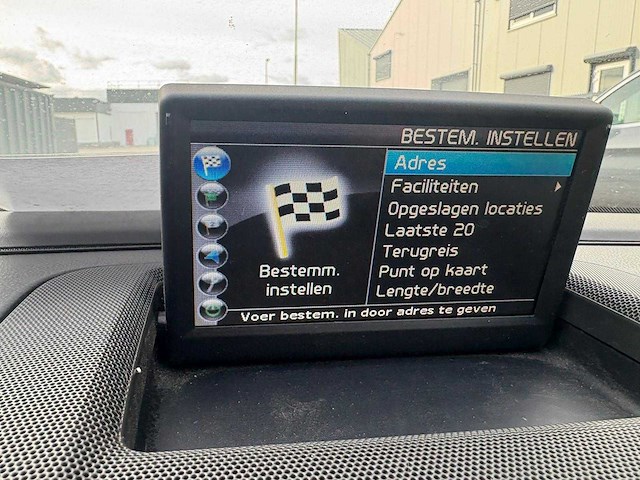 BESTEM. INSTELLEN
Adres
Faciliteiten
Opgeslagen locaties
Laatste 20
Terugreis
Punt op kaart
Lengte/breedte
Bestemm.
instellen
Voer bestem. in door adres te geven